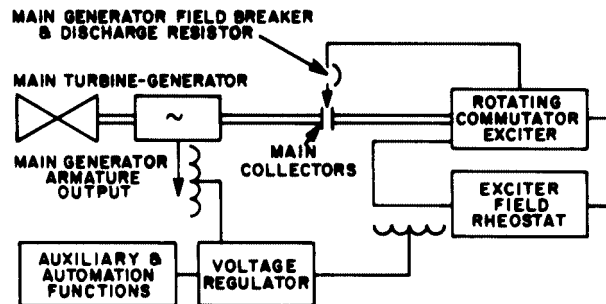 MAIN GENERATOR FIELD BREAKER
& DISCHARGE RESISTOR
MAIN TURBINE-GENERATOR
~
ROTATING
COMMUTATOR
EXCITER
MAIN
COLLECTORS
MAIN GENERATOR
ARMATURE
OUTPUT
EXCITER
FIELD
RHEOSTAT
AUXILIARY &
AUTOMATION
FUNCTIONS
VOLTAGE
REGULATOR